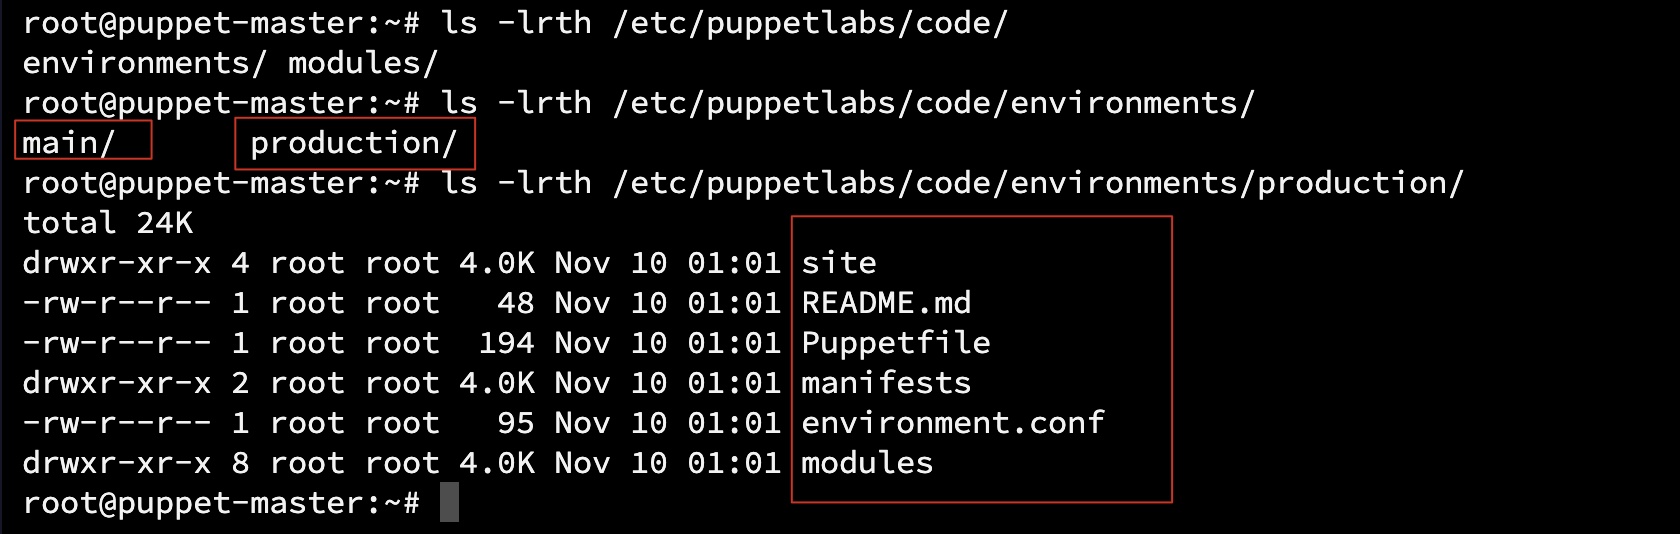 root@puppet-master:~# ls -lrth /etc/puppetlabs/code/
environments/ modules/
root@puppet-master:~# ls -lrth /etc/puppetlabs/code/environments/
main/       production/
root@puppet-master:~# ls -lrth /etc/puppetlabs/code/environments/production/
total 24K
drwxr-xr-x 4 root root 4.0K Nov 10 01:01 site
-rw-r--r-- 1 root root   48 Nov 10 01:01 README.md
-rw-r--r-- 1 root root  194 Nov 10 01:01 Puppetfile
drwxr-xr-x 2 root root 4.0K Nov 10 01:01 manifests
-rw-r--r-- 1 root root   95 Nov 10 01:01 environment.conf
drwxr-xr-x 8 root root 4.0K Nov 10 01:01 modules
root@puppet-master:~#